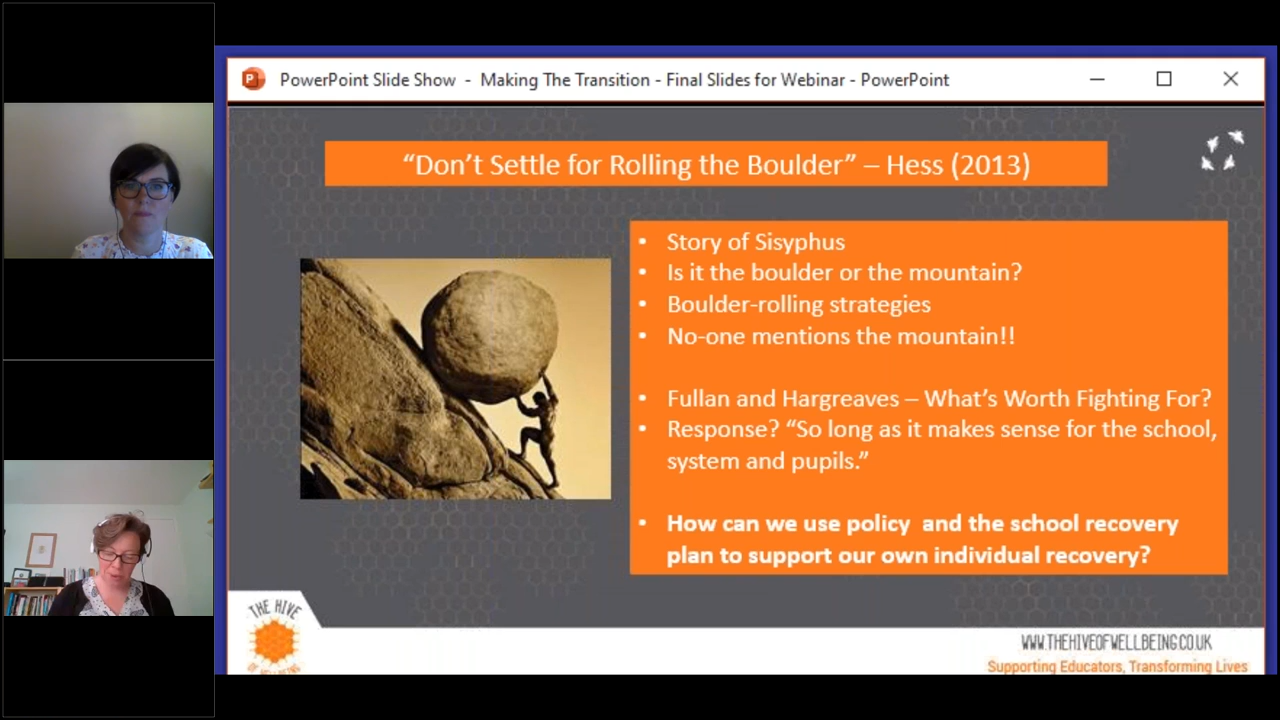 PowerPoint Slide Show - Making The Transition - Final Slides for Webinar - PowerPoint
“Don’t Settle for Rolling the Boulder” – Hess (2013)
• Story of Sisyphus
• Is it the boulder or the mountain?
• Boulder-rolling strategies
• No-one mentions the mountain!!
• Fullan and Hargreaves – What’s Worth Fighting For?
• Response? “So long as it makes sense for the school,
system and pupils.”
• How can we use policy and the school recovery
plan to support our own individual recovery?
THE HIVE
OF WELLBEING
WWW.THEHIVEOFWELLBEING.CO.UK
Supporting Educators, Transforming Lives